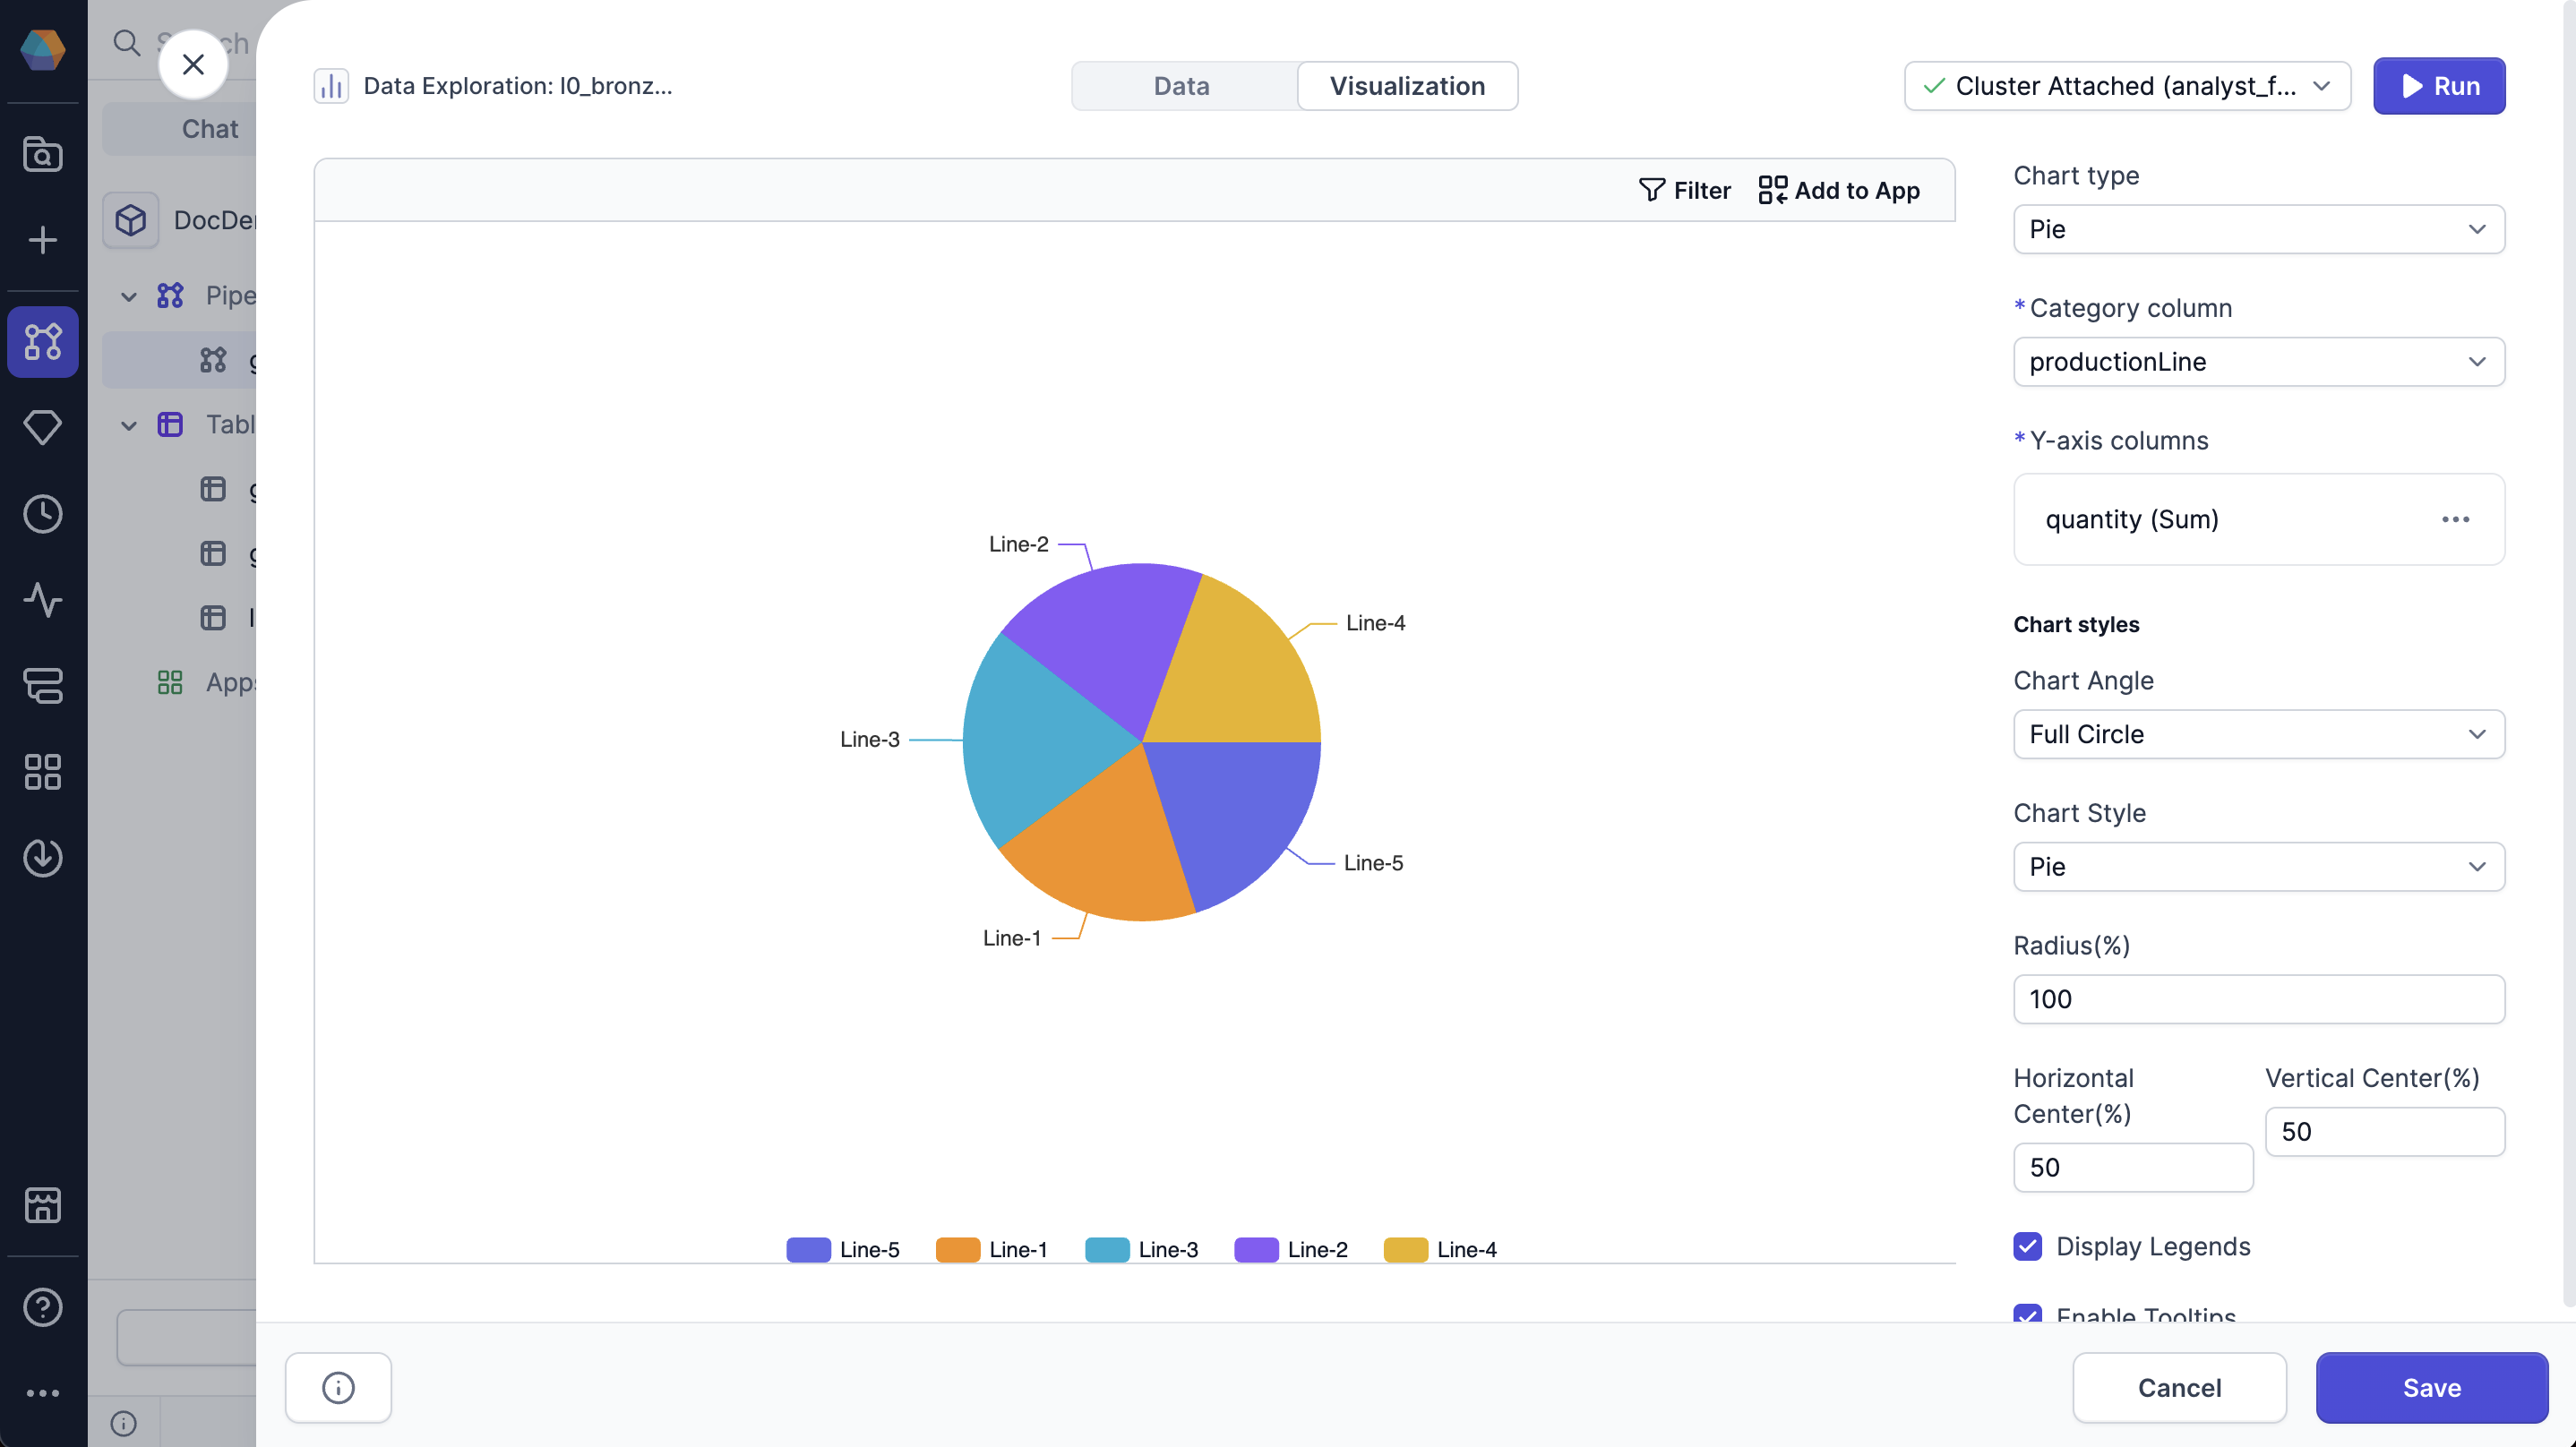 Data Exploration: l0_bronz...
Data
Visualization
Cluster Attached (analyst_f...
Run
Chat
DocDe
Pipe
Tabl
Apps
Filter
Add to App
Line-2
Line-4
Line-3
Line-5
Line-1
Line-5
Line-1
Line-3
Line-2
Line-4
Chart type
Pie
* Category column
productionLine
* Y-axis columns
quantity (Sum)
Chart styles
Chart Angle
Full Circle
Chart Style
Pie
Radius(%)
100
Horizontal
Center(%)
50
Vertical Center(%)
50
Display Legends
Enable Tooltips
Cancel
Save